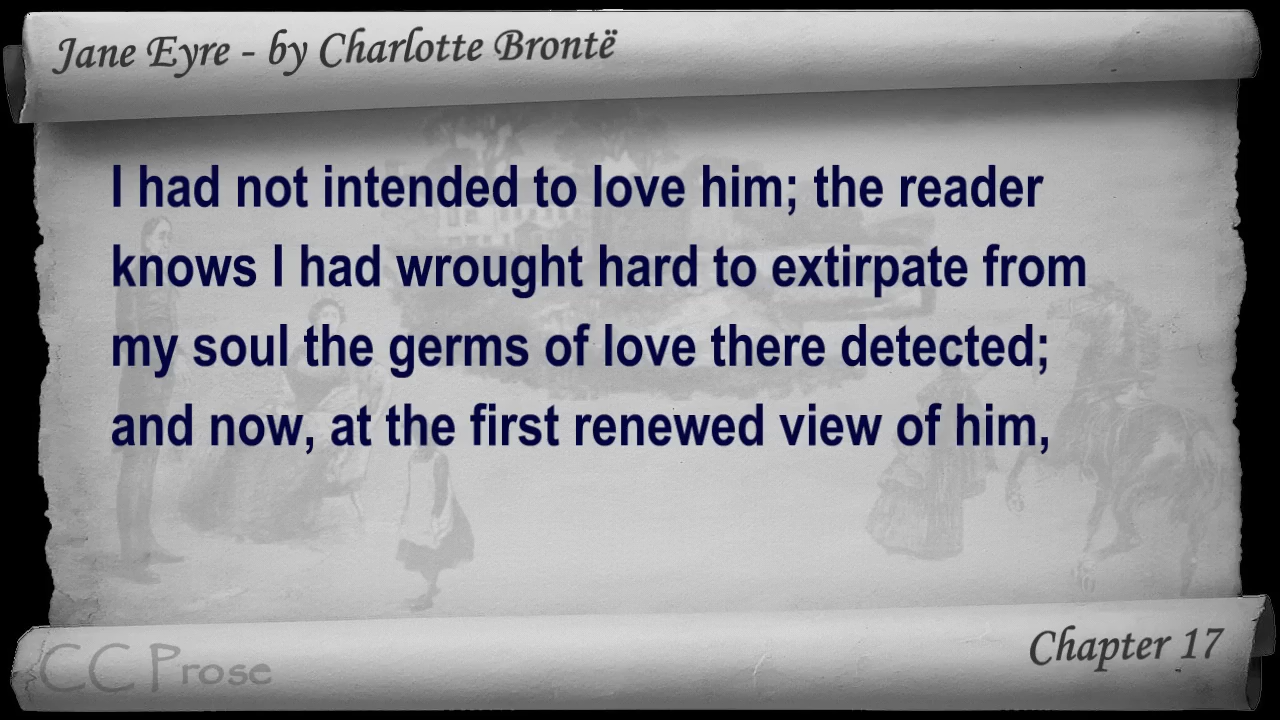 Jane Eyre - by Charlotte Brontë
I had not intended to love him; the reader
knows I had wrought hard to extirpate from
my soul the germs of love there detected;
and now, at the first renewed view of him,
Chapter 17
CC Prose